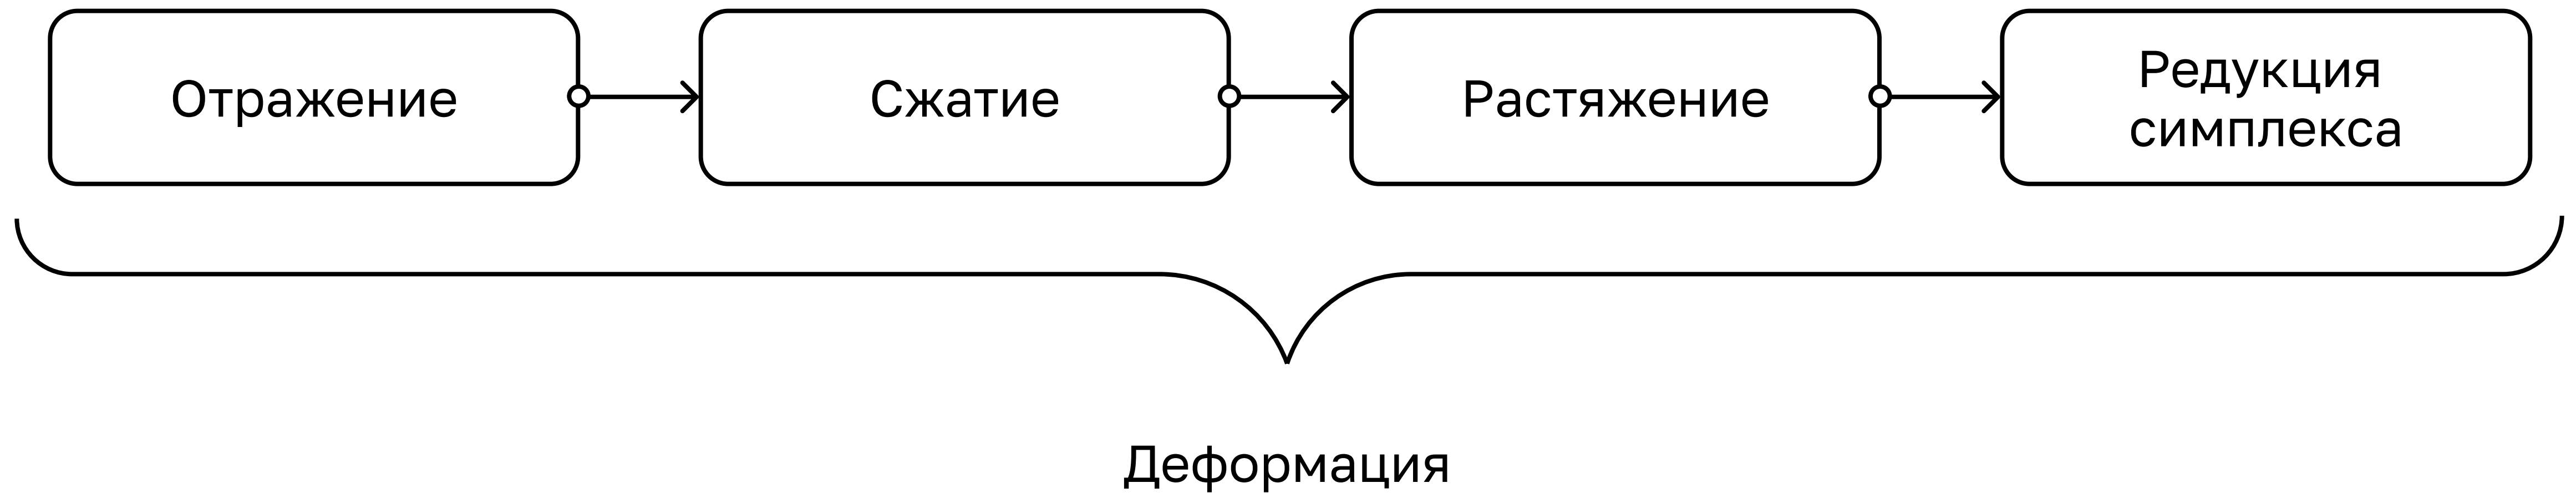 Отражение
Сжатие
Растяжение
Редукция
симплекса
Деформация